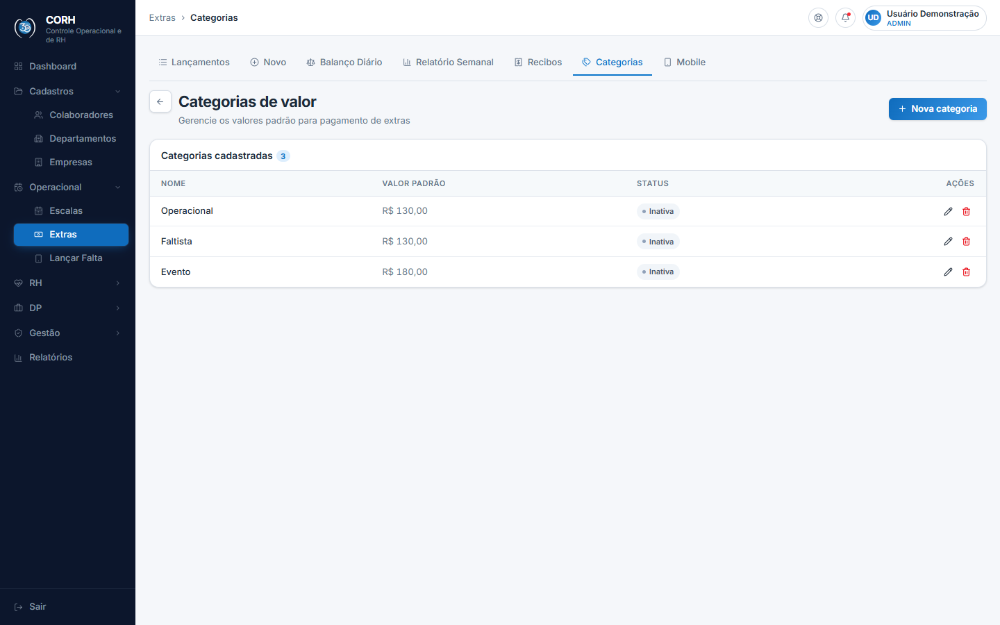 CORH
Controle Operacional e
de RH
Dashboard
Cadastros
Colaboradores
Departamentos
Empresas
Operacional
Escalas
Extras
Lançar Falta
RH
DP
Gestão
Relatórios
Sair
Extras > Categorias
UD
Usuário Demonstração
ADMIN
Lançamentos
Novo
Balanço Diário
Relatório Semanal
Recibos
Categorias
Mobile
Categorias de valor
Gerencie os valores padrão para pagamento de extras
+ Nova categoria
Categorias cadastradas 3
NOME VALOR PADRÃO STATUS AÇÕES
Operacional R$ 130,00 Inativa
Faltista R$ 130,00 Inativa
Evento R$ 180,00 Inativa